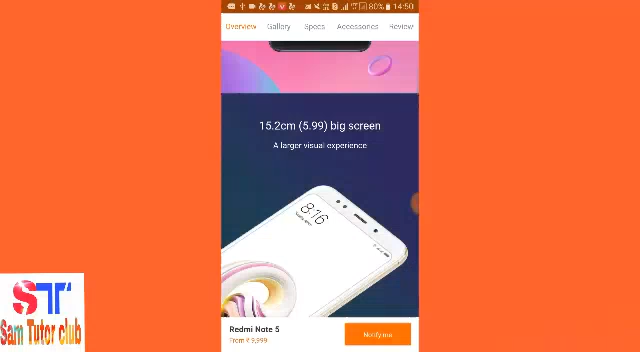 80% 14:50
Overview Gallery Specs Accessories Review
15.2cm (5.99) big screen
A larger visual experience
8:16
Redmi Note 5
From ₹ 9,999
Notify me
ST
Sam Tutor club